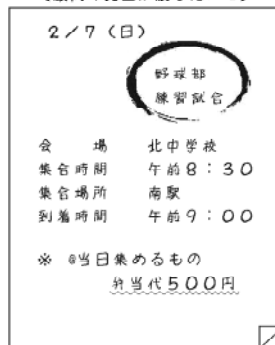 2/7(日)
野球部
練習試合
会 場 北中学校
集合時間 午前8:30
集合場所 南駅
到着時間 午前9:00
※ @当日集めるもの
弁当代500円